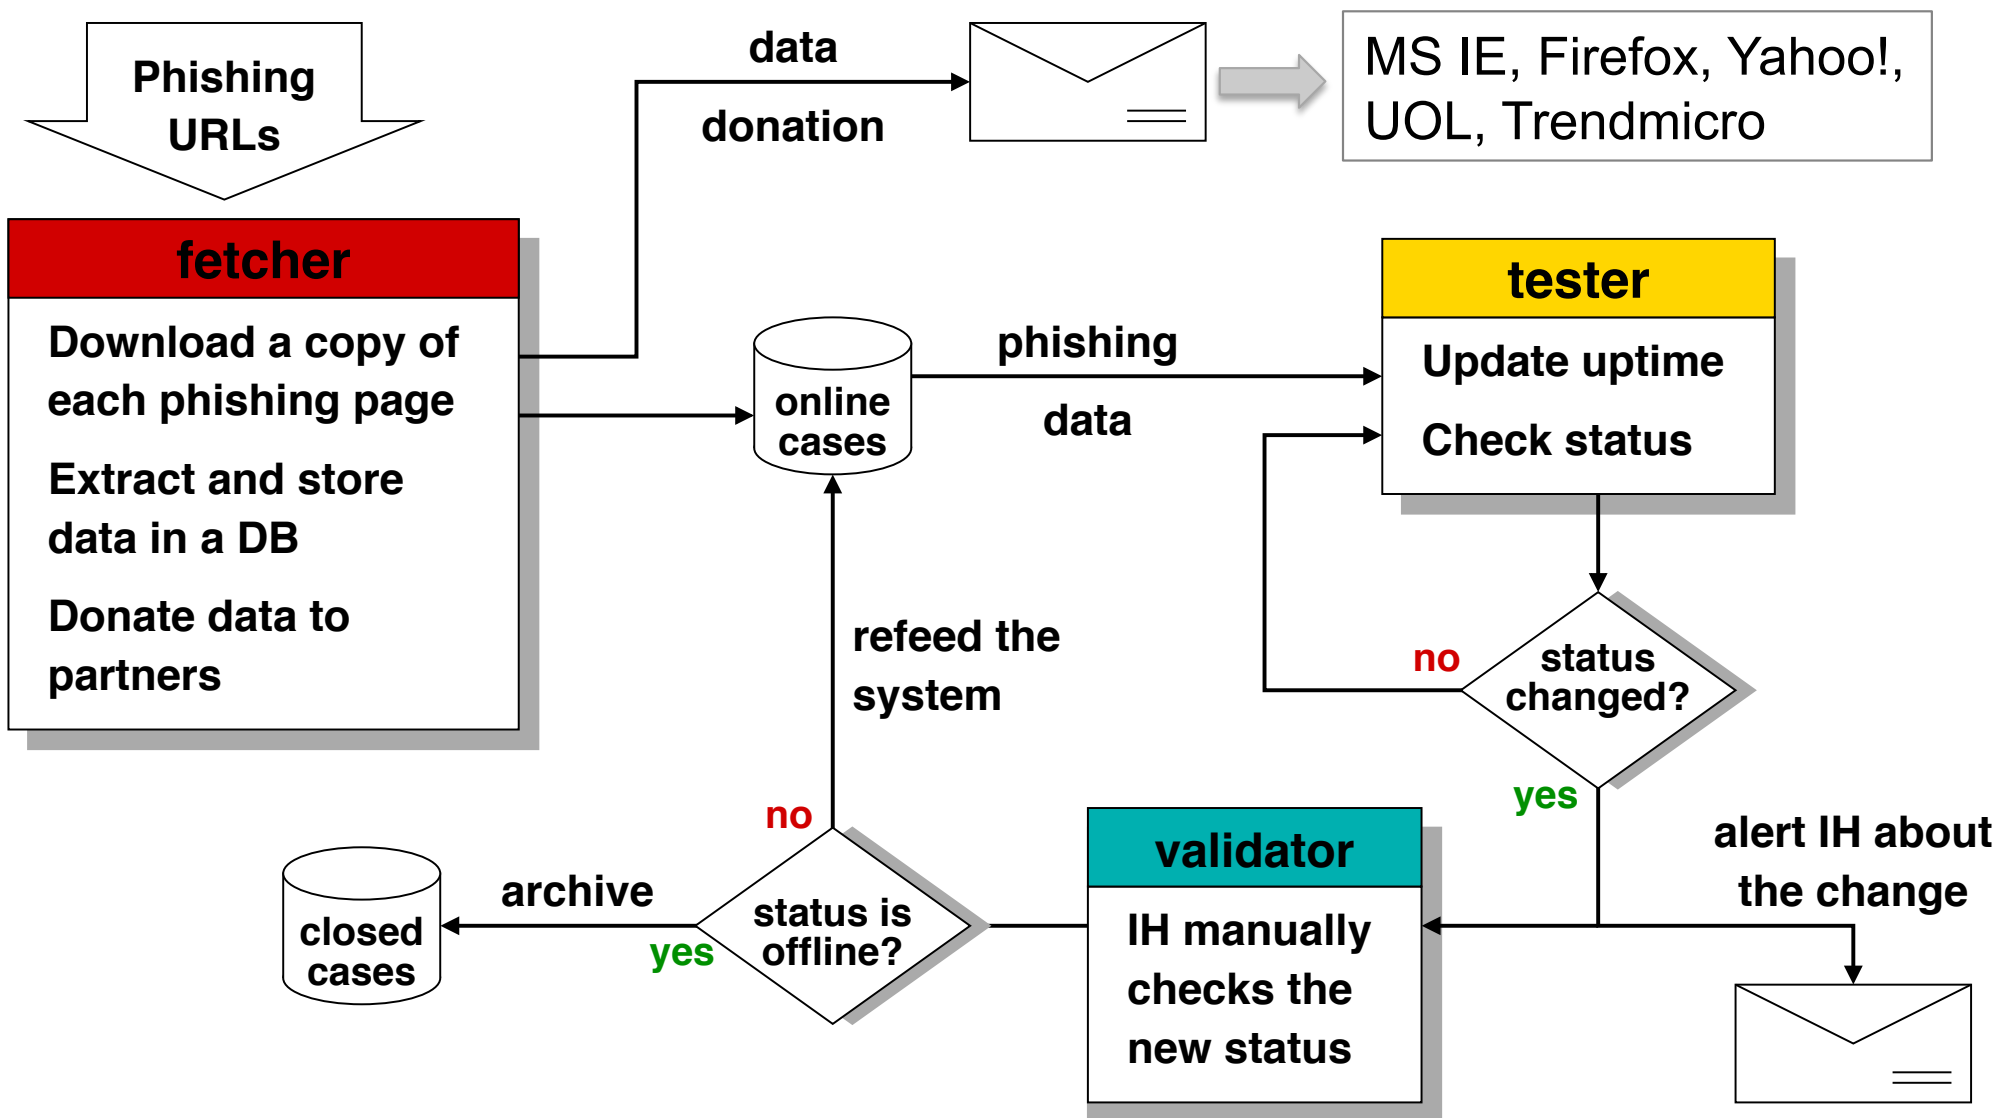 Phishing
URLs
data
donation
MS IE, Firefox, Yahoo!,
UOL, Trendmicro
fetcher
Download a copy of
each phishing page
Extract and store
data in a DB
Donate data to
partners
online
cases
phishing
data
tester
Update uptime
Check status
refeed the
system
no
status
changed?
yes
no
status is
offline?
yes
archive
closed
cases
validator
IH manually
checks the
new status
alert IH about
the change